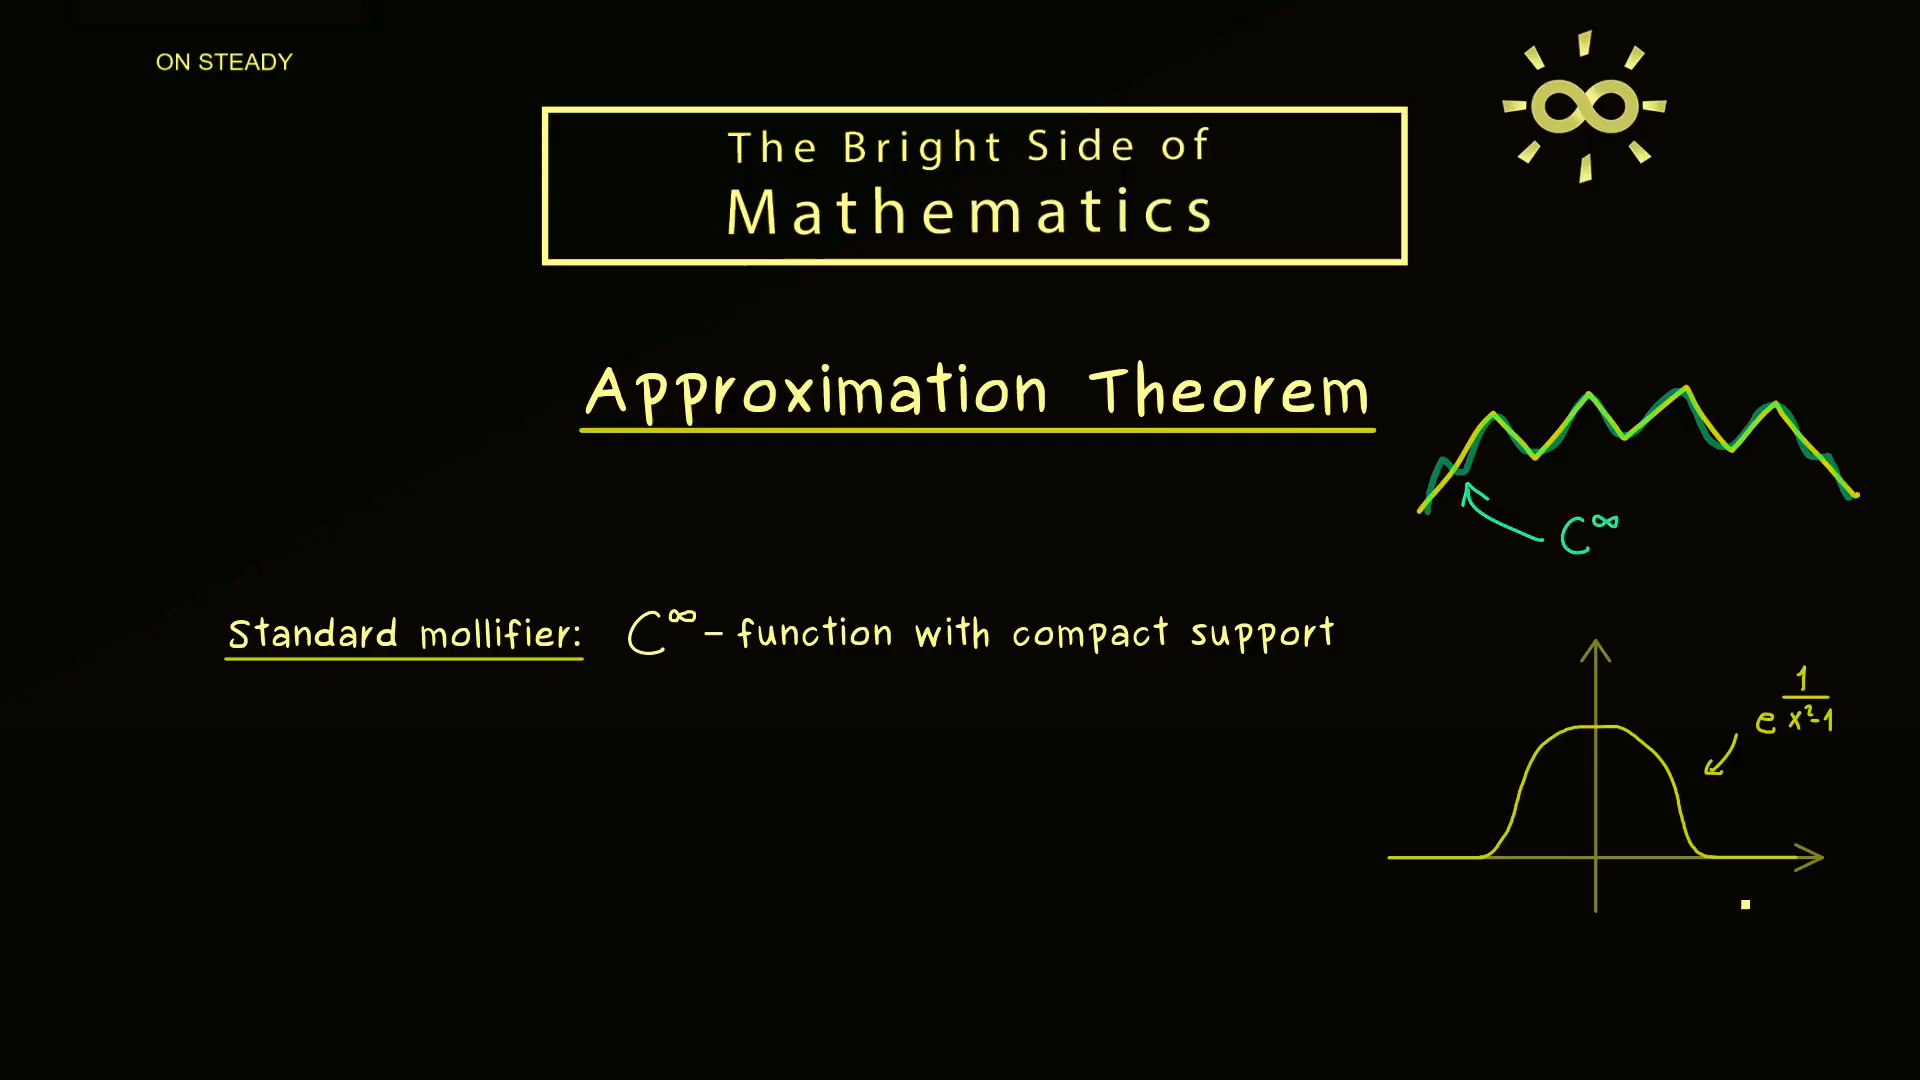 ON STEADY
The Bright Side of
Mathematics
Approximation Theorem
C^∞
Standard mollifier: C^∞-function with compact support
e^(1/(x²-1))